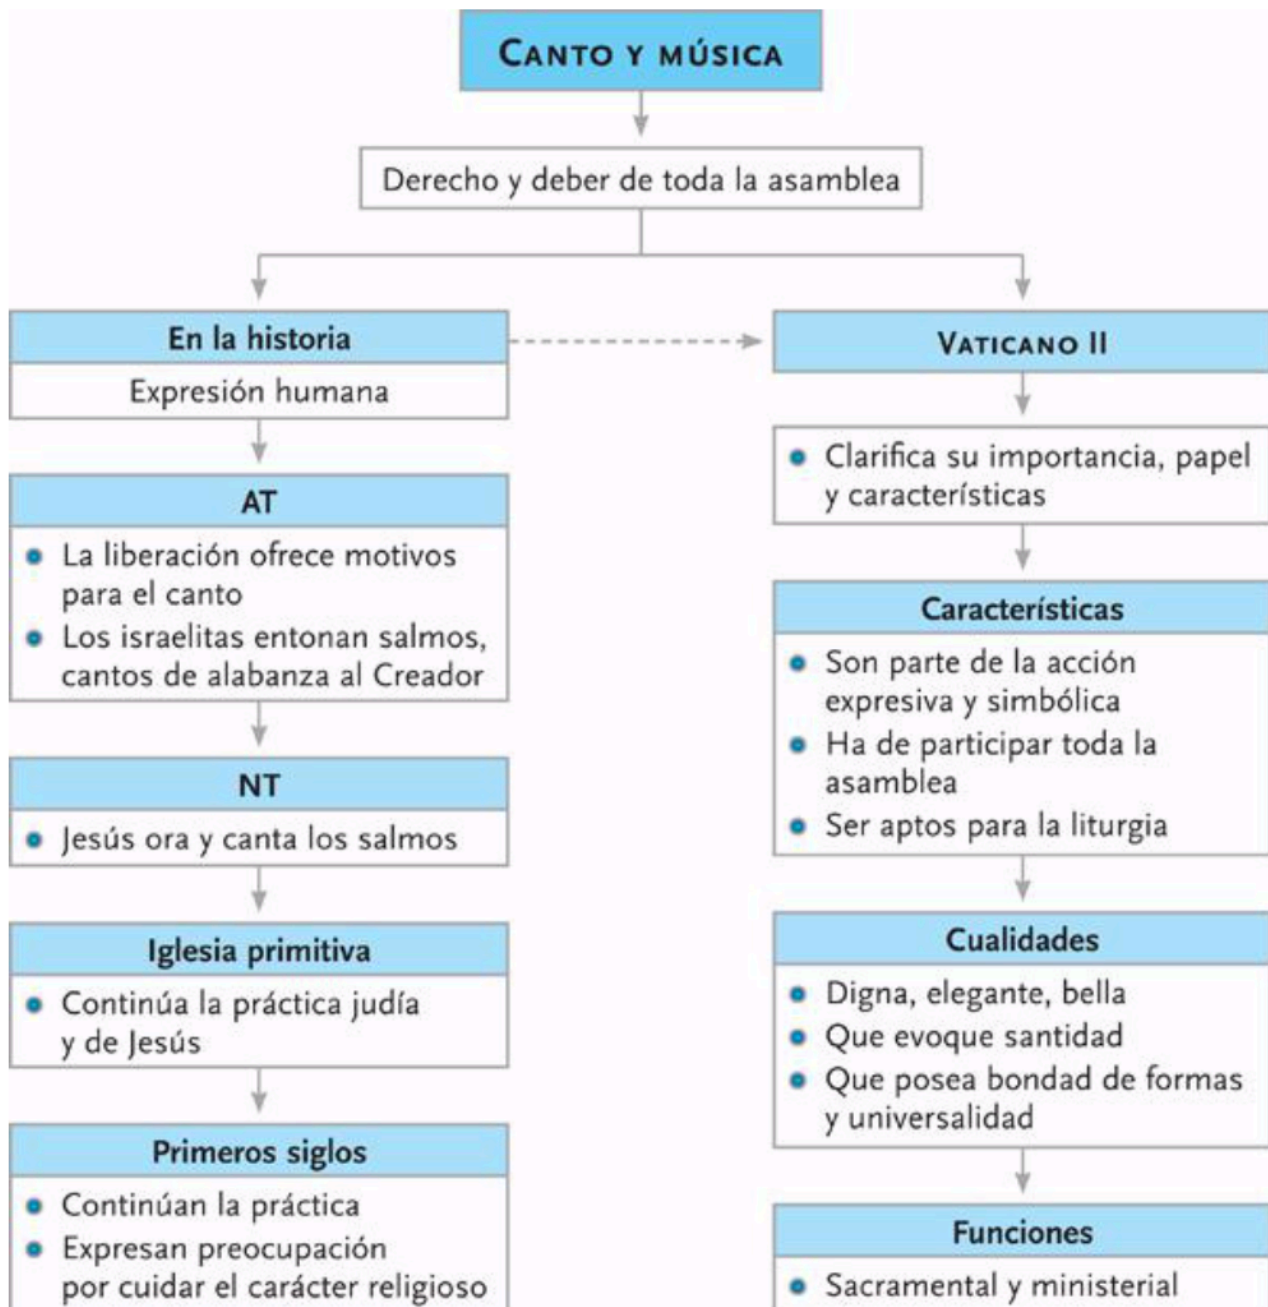 CANTO Y MÚSICA
Derecho y deber de toda la asamblea
En la historia
Expresión humana
AT
La liberación ofrece motivos
para el canto
Los israelitas entonan salmos,
cantos de alabanza al Creador
NT
Jesús ora y canta los salmos
Iglesia primitiva
Continúa la práctica judía
y de Jesús
Primeros siglos
Continúan la práctica
Expresan preocupación
por cuidar el carácter religioso
VATICANO II
Clarifica su importancia, papel
y características
Características
Son parte de la acción
expresiva y simbólica
Ha de participar toda la
asamblea
Ser aptos para la liturgia
Cualidades
Digna, elegante, bella
Que evoque santidad
Que posea bondad de formas
y universalidad
Funciones
Sacramental y ministerial